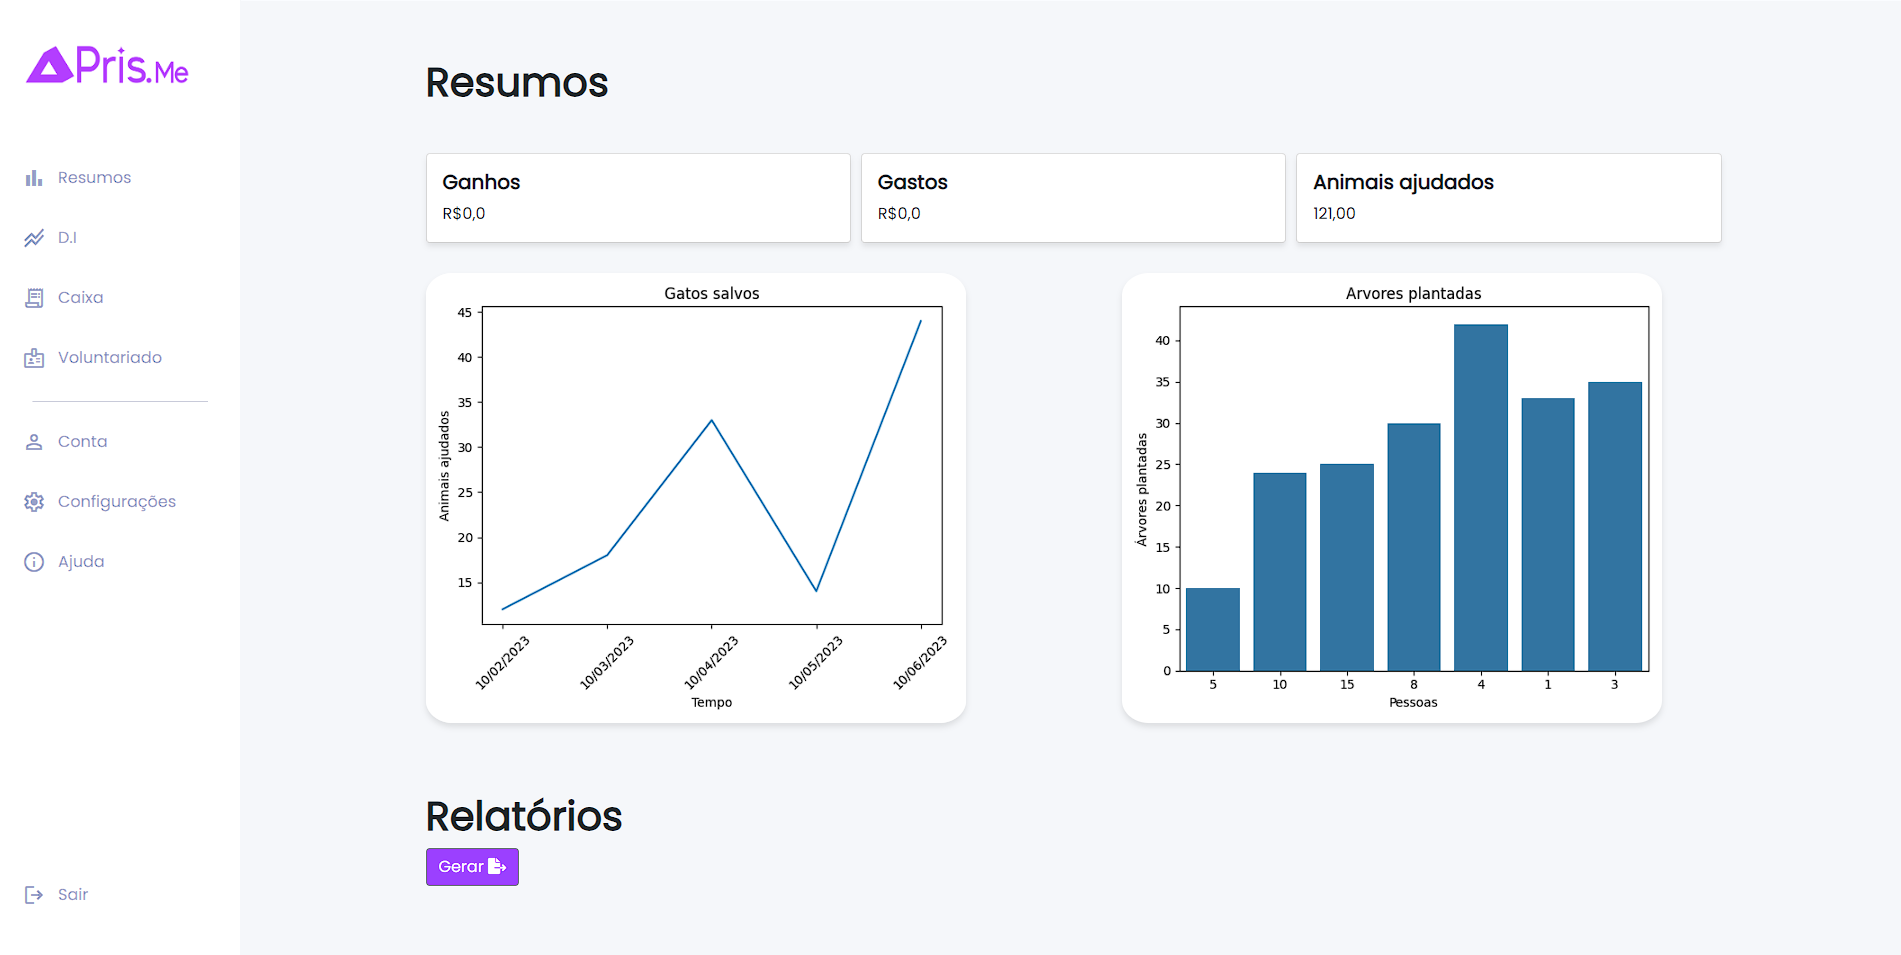 Pris.Me
Resumos
D.I
Caixa
Voluntariado
Conta
Configurações
Ajuda
Sair
Resumos
Ganhos
R$0,0
Gastos
R$0,0
Animais ajudados
121,00
Gatos salvos
45
40
35
30
25
20
15
Animais ajudados
10/02/2023
10/03/2023
10/04/2023
10/05/2023
10/06/2023
Tempo
Arvores plantadas
40
35
30
25
20
15
10
5
0
Árvores plantadas
5
10
15
8
4
1
3
Pessoas
Relatórios
Gerar